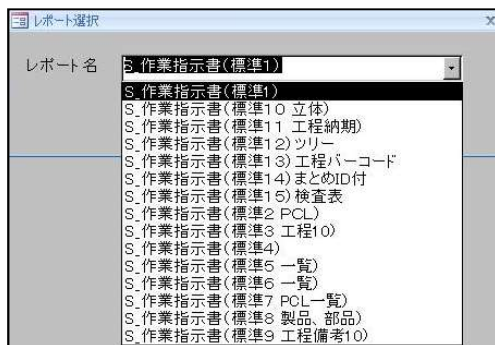 レポート選択
レポート名 S_作業指示書(標準1)
S_作業指示書(標準1)
S_作業指示書(標準10 立体)
S_作業指示書(標準11 工程納期)
S_作業指示書(標準12)ツリー
S_作業指示書(標準13)工程バーコード
S_作業指示書(標準14)まとめID付
S_作業指示書(標準15)検査表
S_作業指示書(標準2 PCL)
S_作業指示書(標準3 工程10)
S_作業指示書(標準4)
S_作業指示書(標準5 一覧)
S_作業指示書(標準6 一覧)
S_作業指示書(標準7 PCL一覧)
S_作業指示書(標準8 製品、部品)
S_作業指示書(標準9 工程備考10)